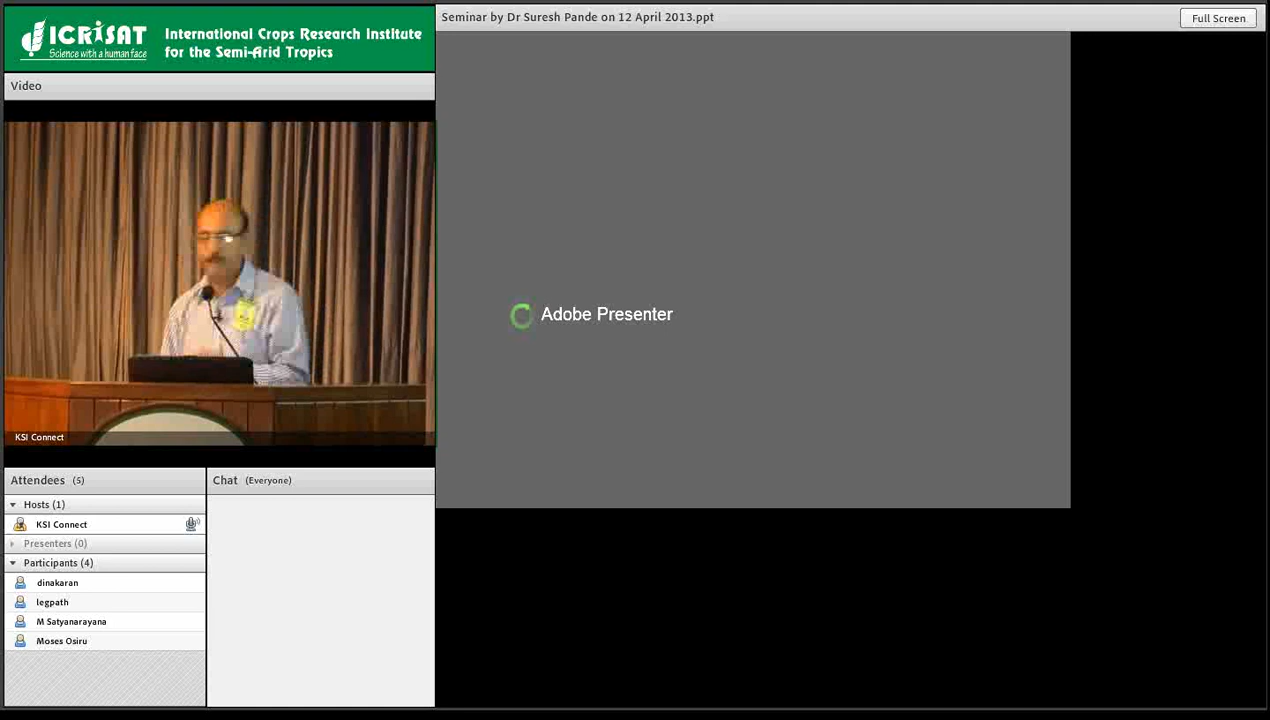 ICRISAT
Science with a human face
International Crops Research Institute
for the Semi-Arid Tropics
Seminar by Dr Suresh Pande on 12 April 2013.ppt
Full Screen
Video
Adobe Presenter
KSI Connect
Attendees (5)
Hosts (1)
KSI Connect
Presenters (0)
Participants (4)
dinakaran
legpath
M Satyanarayana
Moses Osiru
Chat (Everyone)